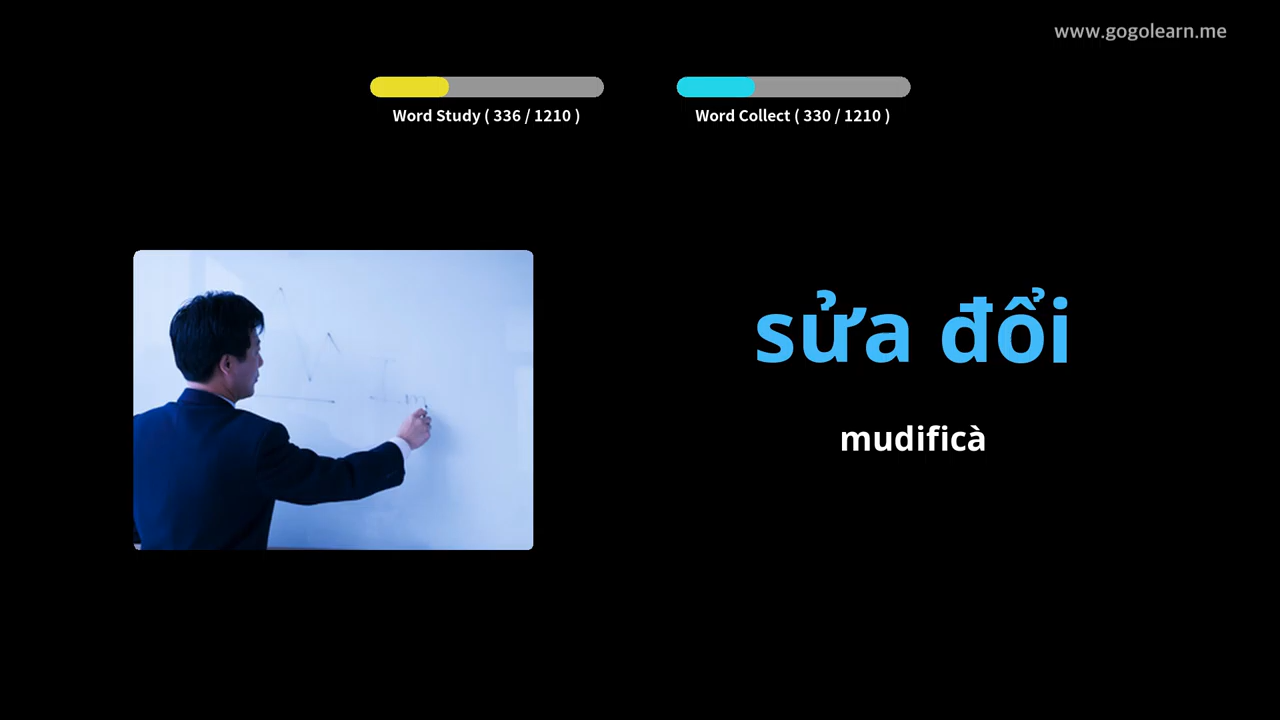 www.gogolearn.me
Word Study ( 336 / 1210 )
Word Collect ( 330 / 1210 )
sửa đổi
mudificà